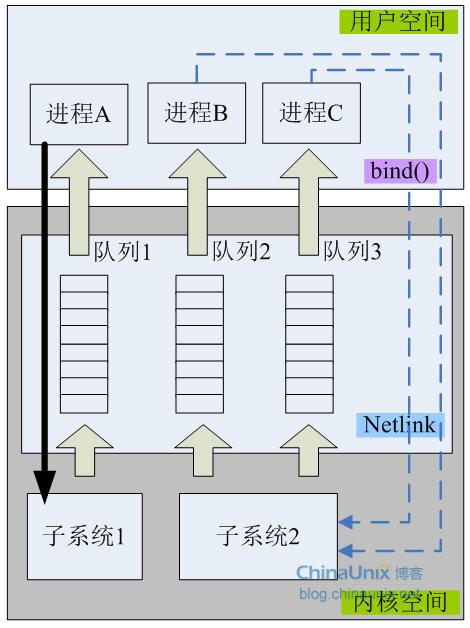 用户空间
进程A
进程B
进程C
bind()
队列1
队列2
队列3
Netlink
子系统1
子系统2
ChinaUnix 博客
blog.chinaunix.net
内核空间